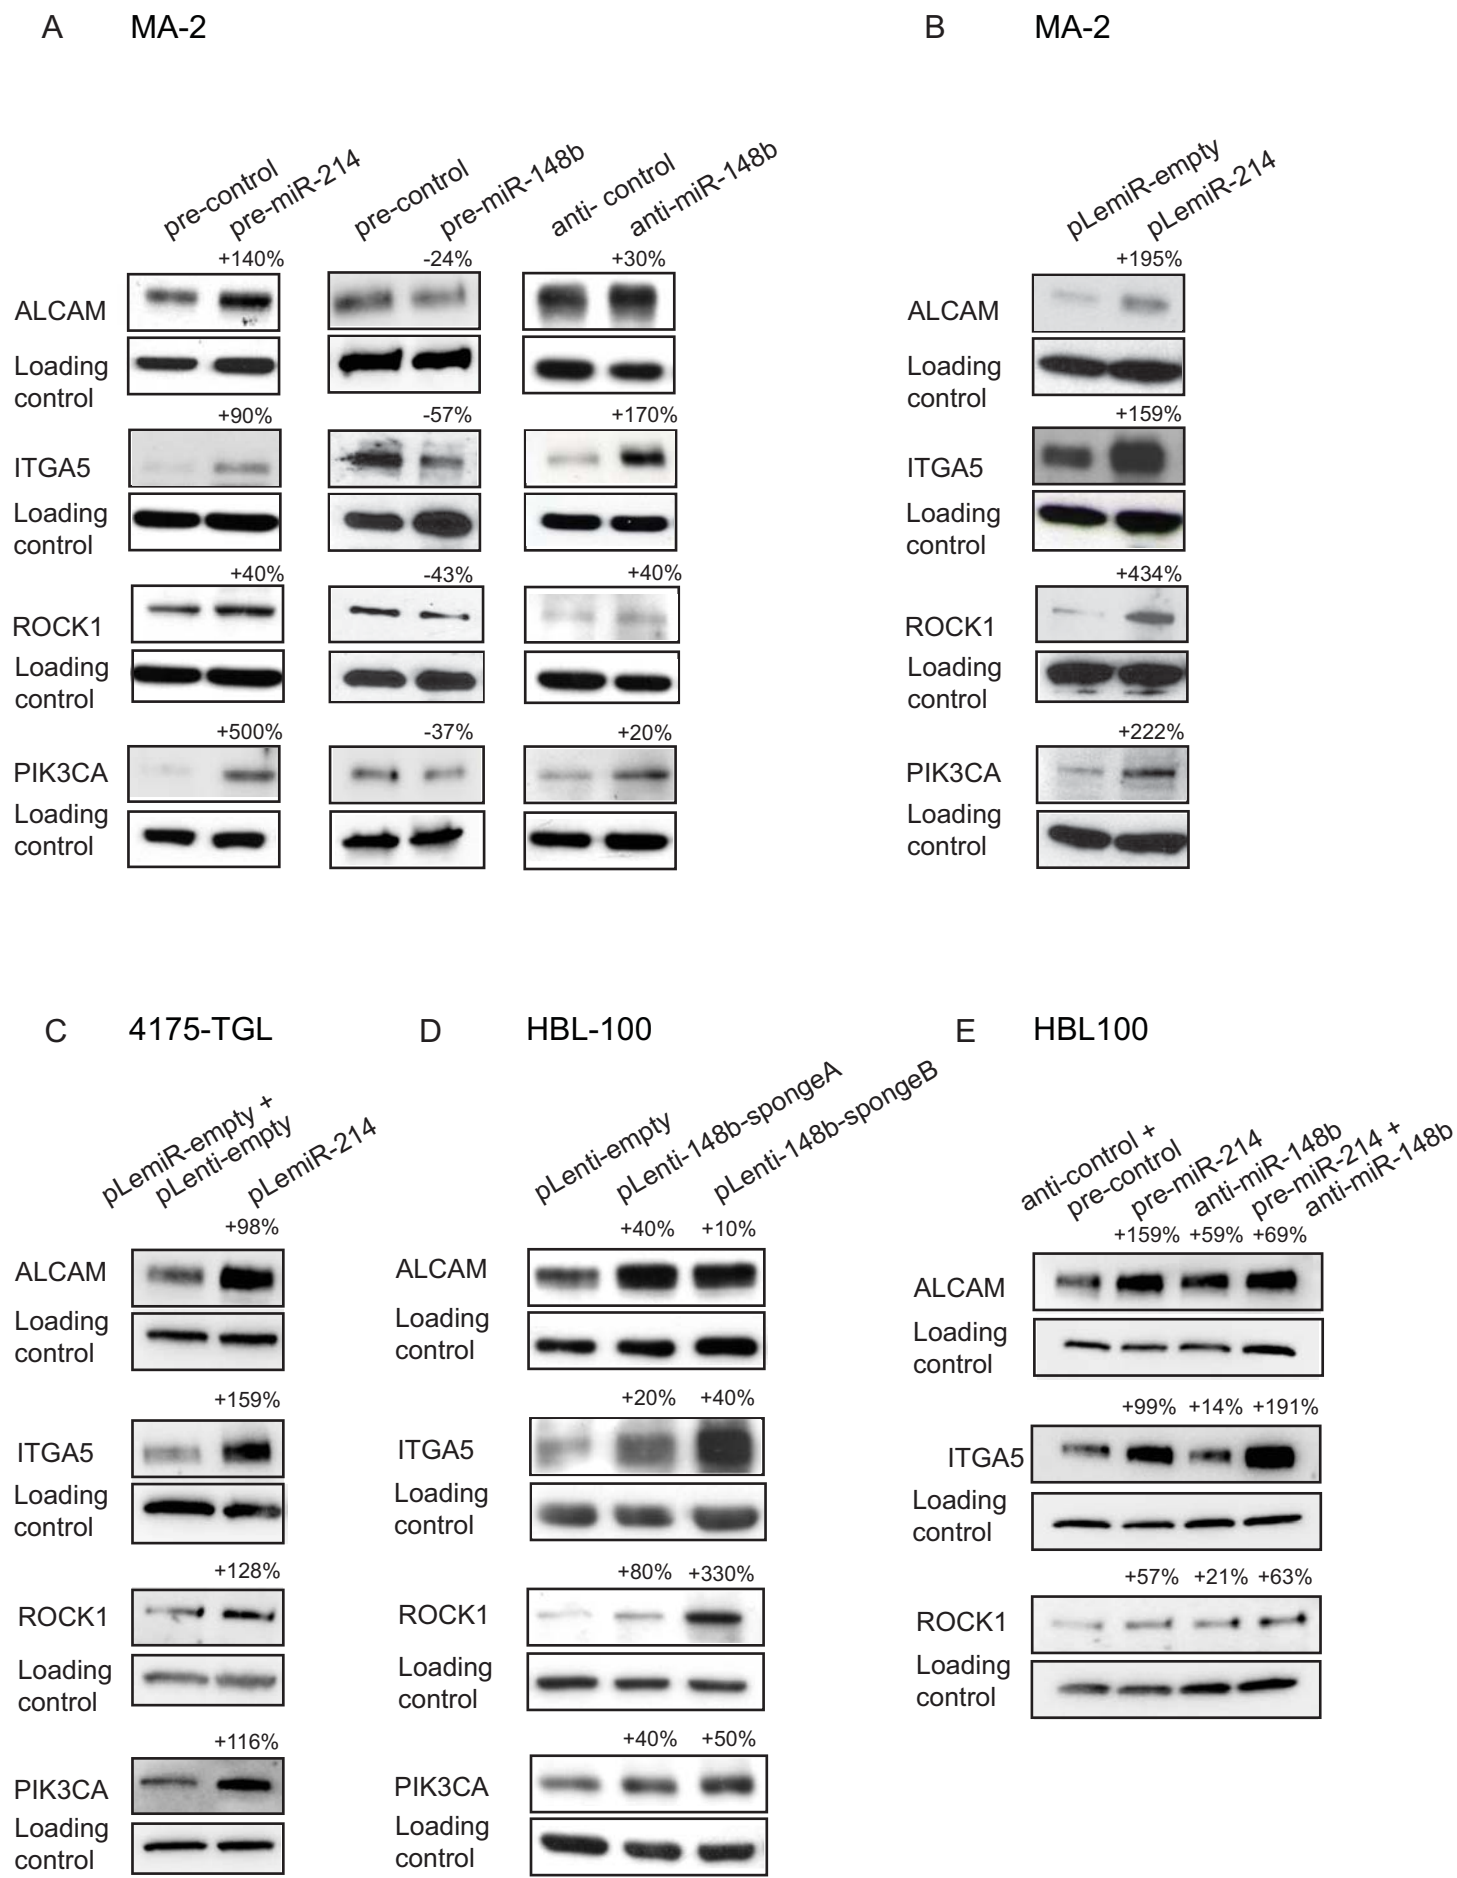 A MA-2
pre-control
pre-miR-214
pre-control
pre-miR-148b
anti- control
anti-miR-148b
+140% -24% +30%
ALCAM
Loading
control
+90% -57% +170%
ITGA5
Loading
control
+40% -43% +40%
ROCK1
Loading
control
+500% -37% +20%
PIK3CA
Loading
control
B MA-2
pLemiR-empty
pLemiR-214
+195%
ALCAM
Loading
control
+159%
ITGA5
Loading
control
+434%
ROCK1
Loading
control
+222%
PIK3CA
Loading
control
C 4175-TGL
pLemiR-empty +
pLenti-empty
pLemiR-214
+98%
ALCAM
Loading
control
+159%
ITGA5
Loading
control
+128%
ROCK1
Loading
control
+116%
PIK3CA
Loading
control
D HBL-100
pLenti-empty
pLenti-148b-spongeA
pLenti-148b-spongeB
+40% +10%
ALCAM
Loading
control
+20% +40%
ITGA5
Loading
control
+80% +330%
ROCK1
Loading
control
+40% +50%
PIK3CA
Loading
control
E HBL100
anti-control +
pre-control
pre-miR-214
anti-miR-148b
pre-miR-214 +
anti-miR-148b
+159% +59% +69%
ALCAM
Loading
control
+99% +14% +191%
ITGA5
Loading
control
+57% +21% +63%
ROCK1
Loading
control